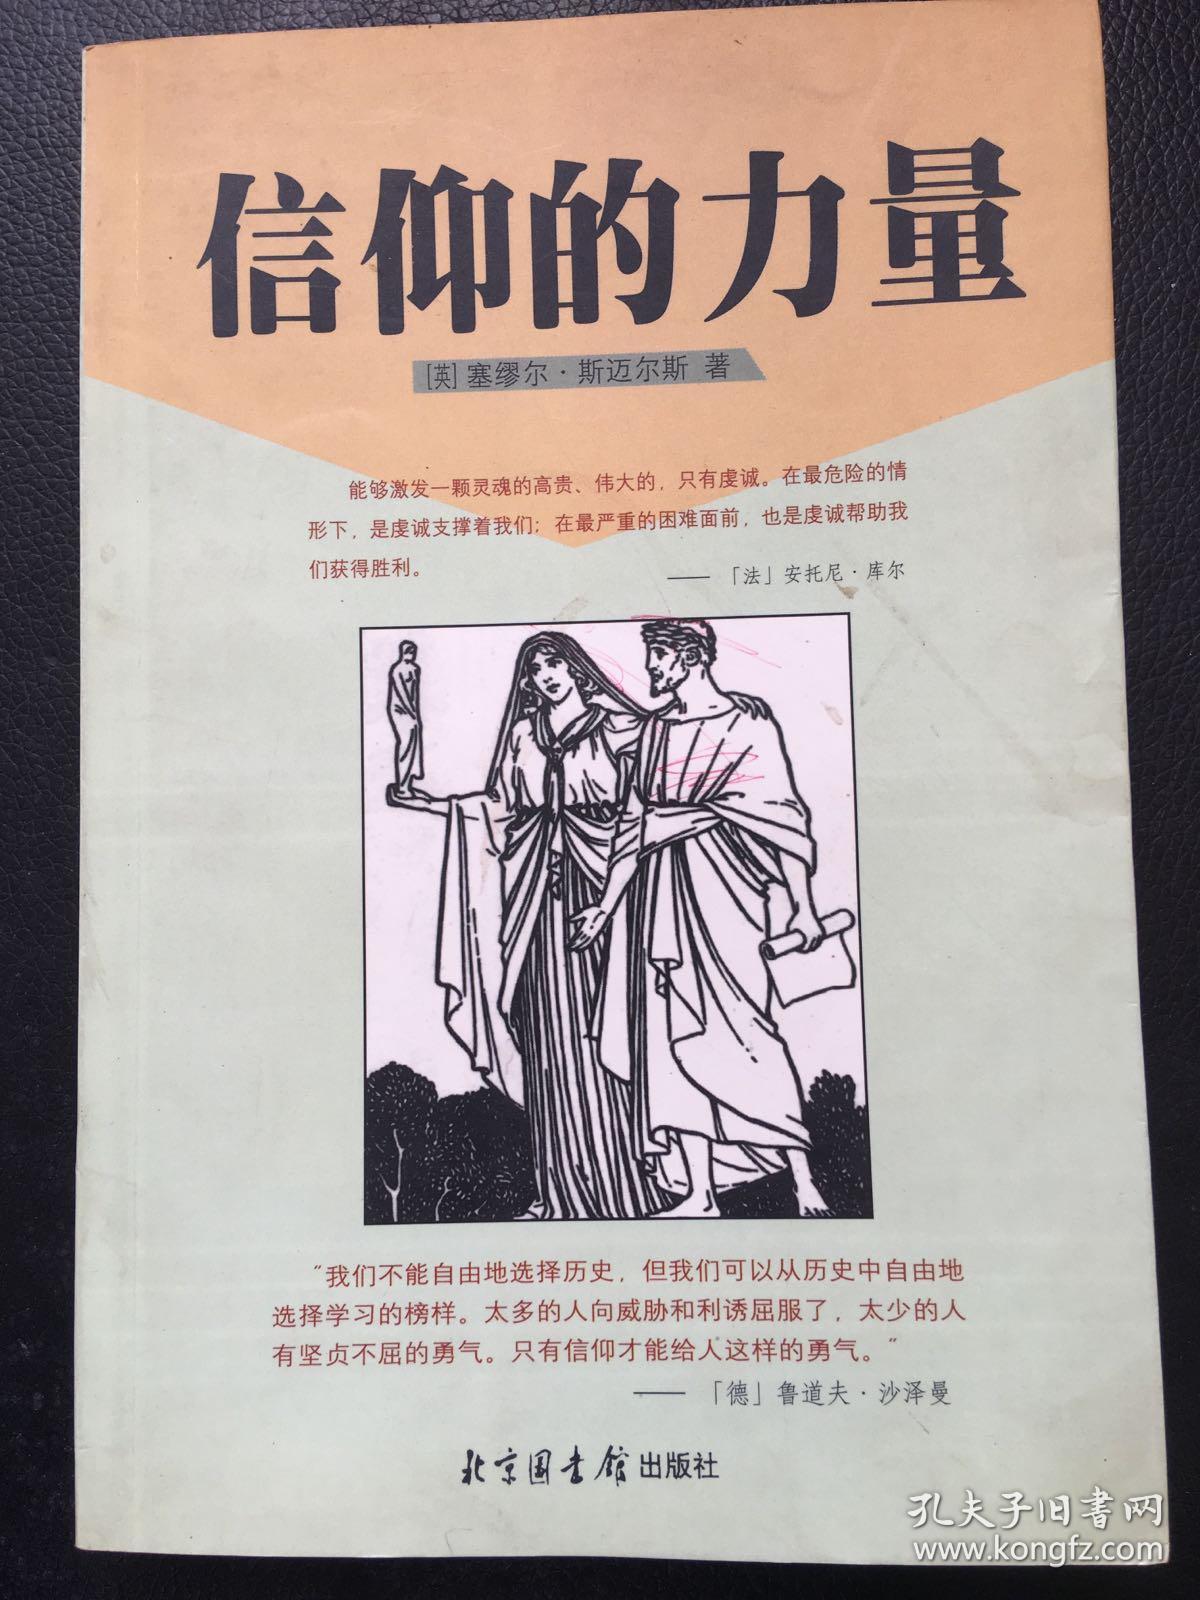 信仰的力量
[英] 塞缪尔·斯迈尔斯 著
能够激发一颗灵魂的高贵、伟大的，只有虔诚。在最危险的情
形下，是虔诚支撑着我们；在最严重的困难面前，也是虔诚帮助我
们获得胜利。
——「法」安托尼·库尔
“我们不能自由地选择历史，但我们可以从历史中自由地
选择学习的榜样。太多的人向威胁和利诱屈服了，太少的人
有坚贞不屈的勇气。只有信仰才能给人这样的勇气。”
——「德」鲁道夫·沙泽曼
北京图书馆出版社
孔夫子旧书网
www.kongfz.com